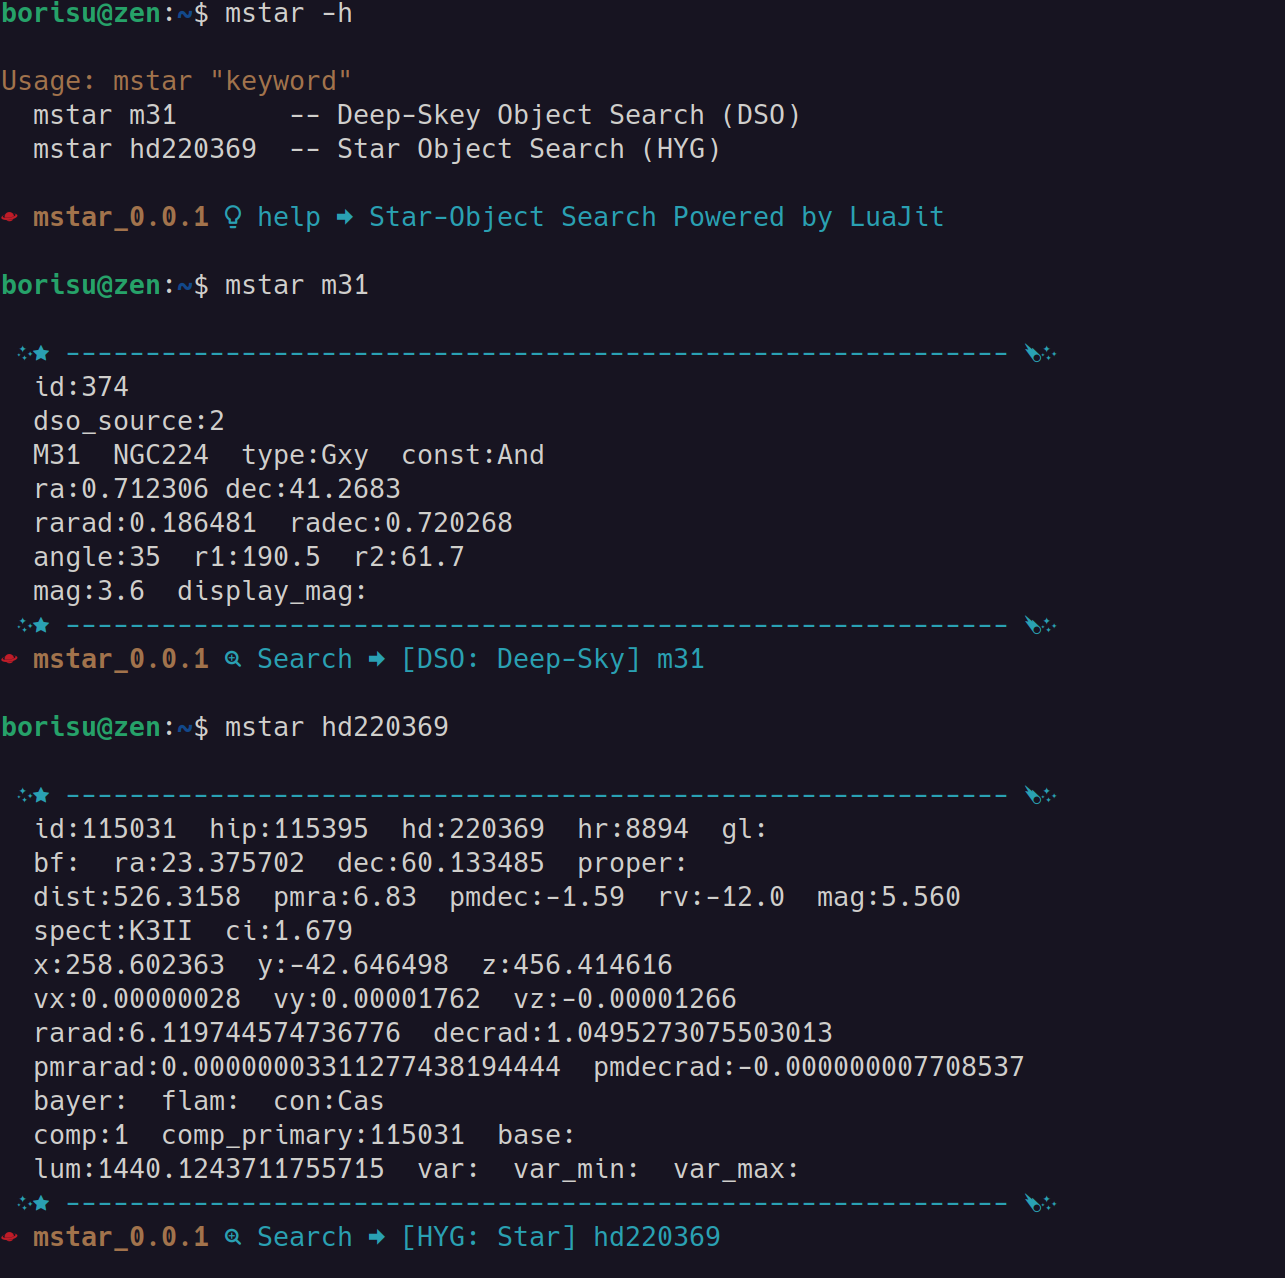 borisu@zen:~$ mstar -h
Usage: mstar "keyword"
mstar m31 -- Deep-Skey Object Search (DSO)
mstar hd220369 -- Star Object Search (HYG)
mstar_0.0.1 help ➡ Star-Object Search Powered by LuaJit
borisu@zen:~$ mstar m31
-----------------------------------------------------------
id:374
dso_source:2
M31 NGC224 type:Gxy const:And
ra:0.712306 dec:41.2683
rarad:0.186481 radec:0.720268
angle:35 r1:190.5 r2:61.7
mag:3.6 display_mag:
-----------------------------------------------------------
mstar_0.0.1 Search ➡ [DSO: Deep-Sky] m31
borisu@zen:~$ mstar hd220369
-----------------------------------------------------------
id:115031 hip:115395 hd:220369 hr:8894 gl:
bf: ra:23.375702 dec:60.133485 proper:
dist:526.3158 pmra:6.83 pmdec:-1.59 rv:-12.0 mag:5.560
spect:K3II ci:1.679
x:258.602363 y:-42.646498 z:456.414616
vx:0.00000028 vy:0.00001762 vz:-0.00001266
rarad:6.119744574736776 decrad:1.0495273075503013
pmrarad:0.00000003311277438194444 pmdecrad:-0.000000007708537
bayer: flam: con:Cas
comp:1 comp_primary:115031 base:
lum:1440.1243711755715 var: var_min: var_max:
-----------------------------------------------------------
mstar_0.0.1 Search ➡ [HYG: Star] hd220369